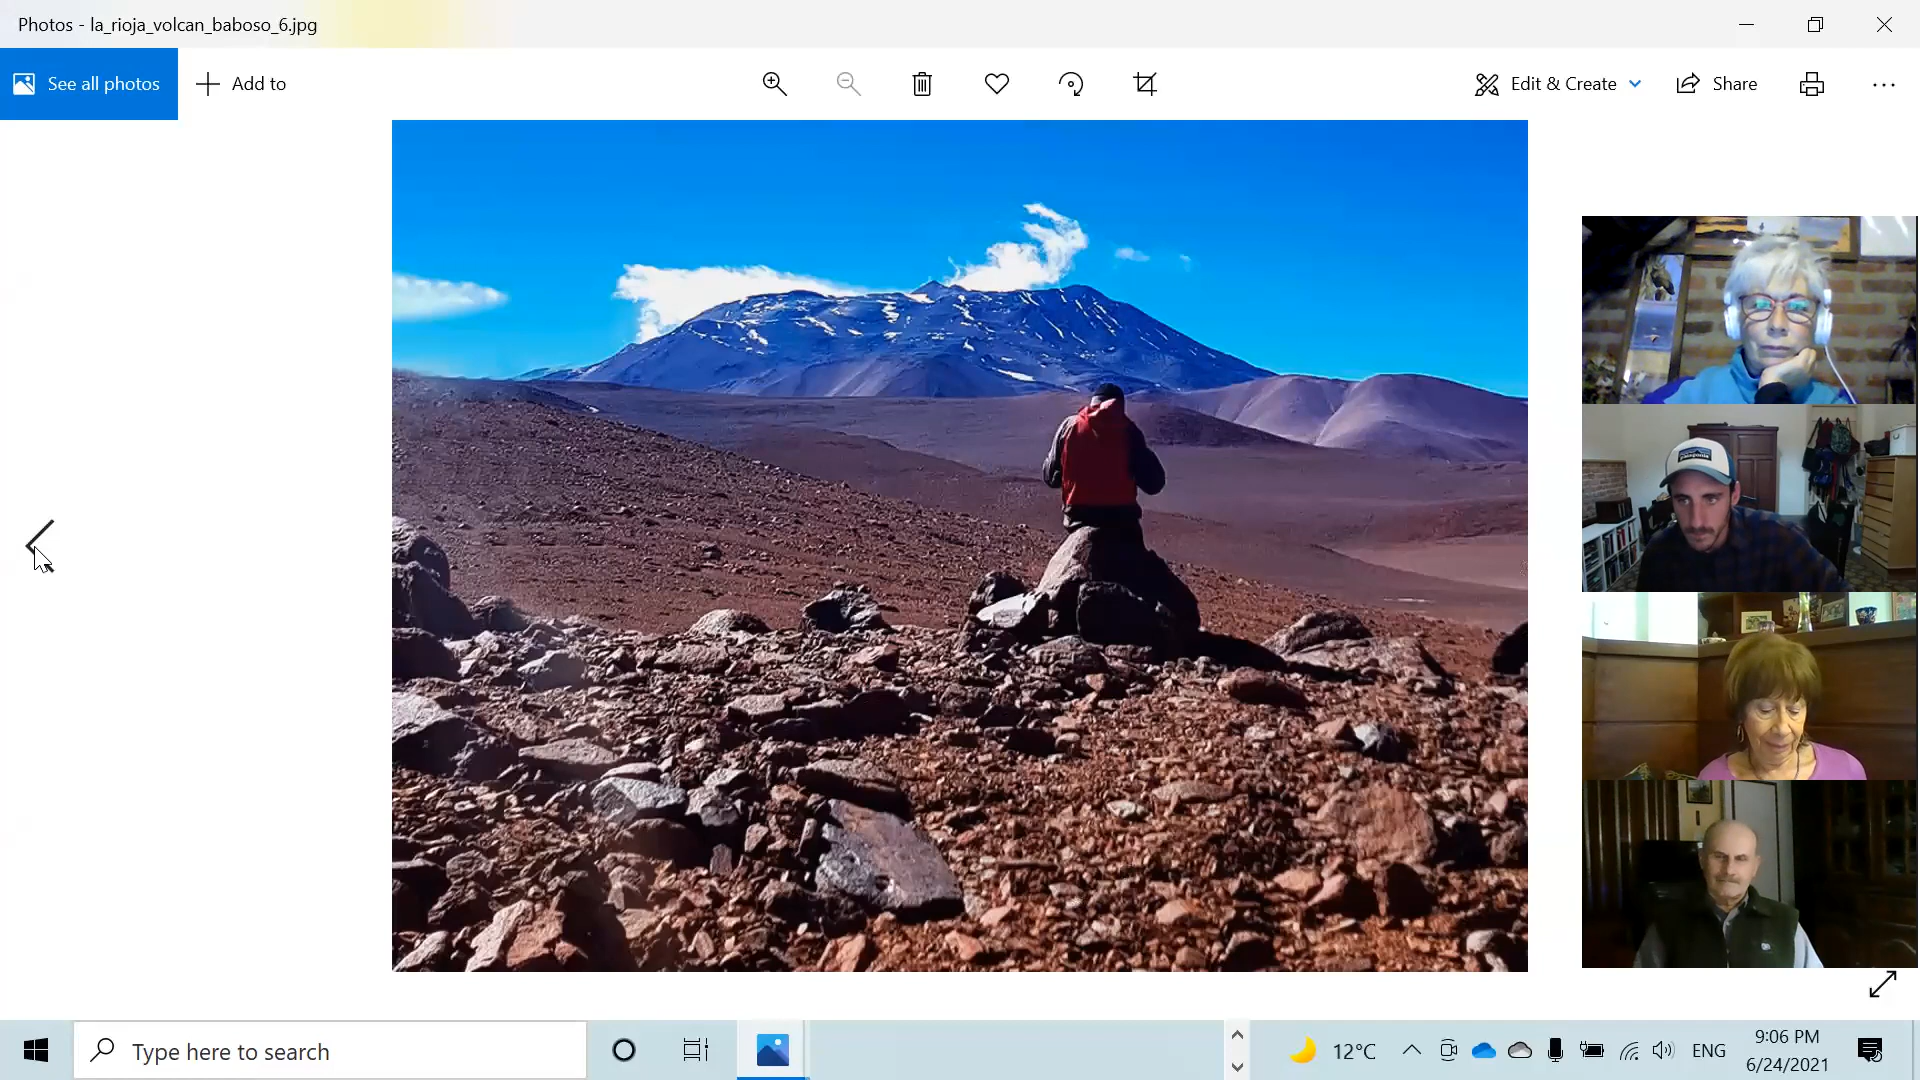 Photos - la_rioja_volcan_baboso_6.jpg
See all photos
Add to
Edit & Create
Share
patagonia
Type here to search
12°C
ENG
9:06 PM
6/24/2021